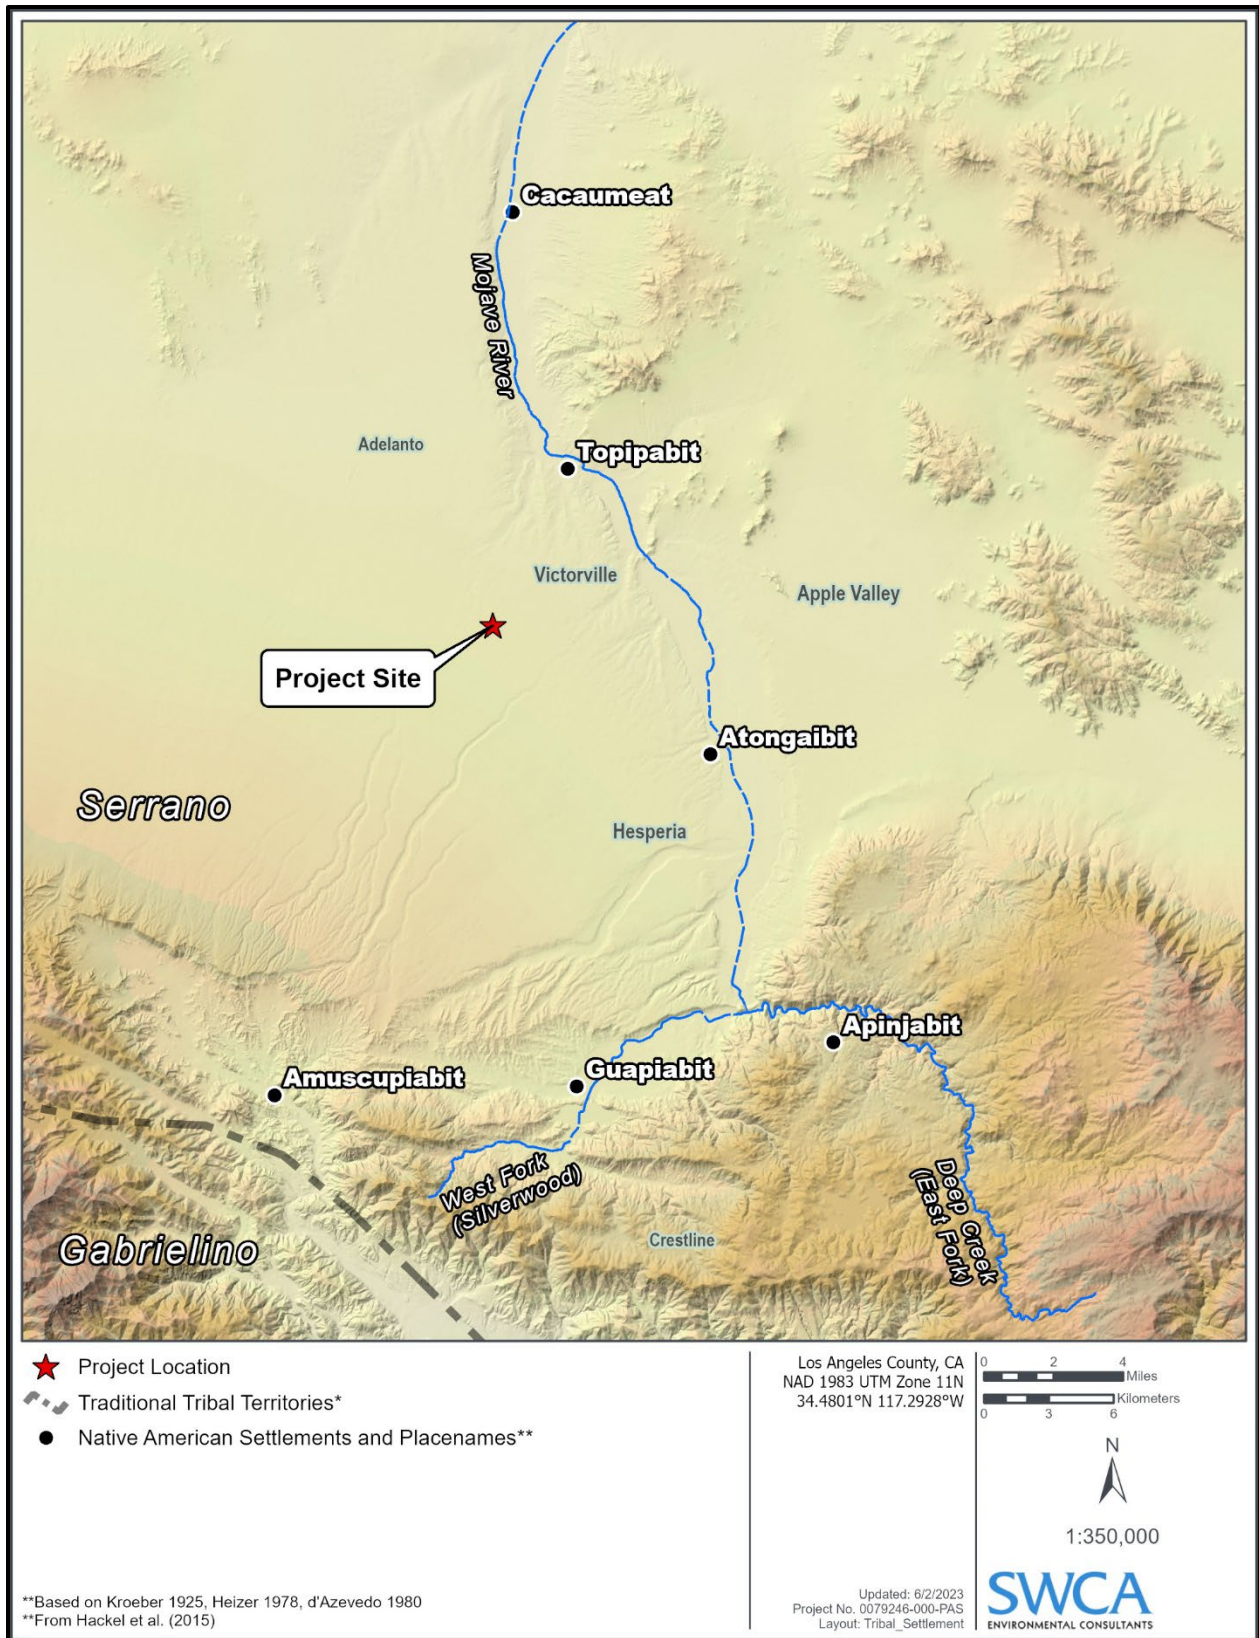 Cacaumeat
Mojave River
Adelanto
Topipabit
Victorville
Apple Valley
Project Site
Atongaibit
Serrano
Hesperia
Apinjabit
Guapiabit
Amuscupiabit
West Fork
(Silverwood)
Deep Creek
(East Fork)
Crestline
Gabrielino
Project Location
Traditional Tribal Territories*
Native American Settlements and Placenames**
**Based on Kroeber 1925, Heizer 1978, d'Azevedo 1980
**From Hackel et al. (2015)
Los Angeles County, CA
NAD 1983 UTM Zone 11N
34.4801°N 117.2928°W
Updated: 6/2/2023
Project No. 0079246-000-PAS
Layout: Tribal_Settlement
0 2 4
Miles
Kilometers
0 3 6
N
1:350,000
SWCA
ENVIRONMENTAL CONSULTANTS